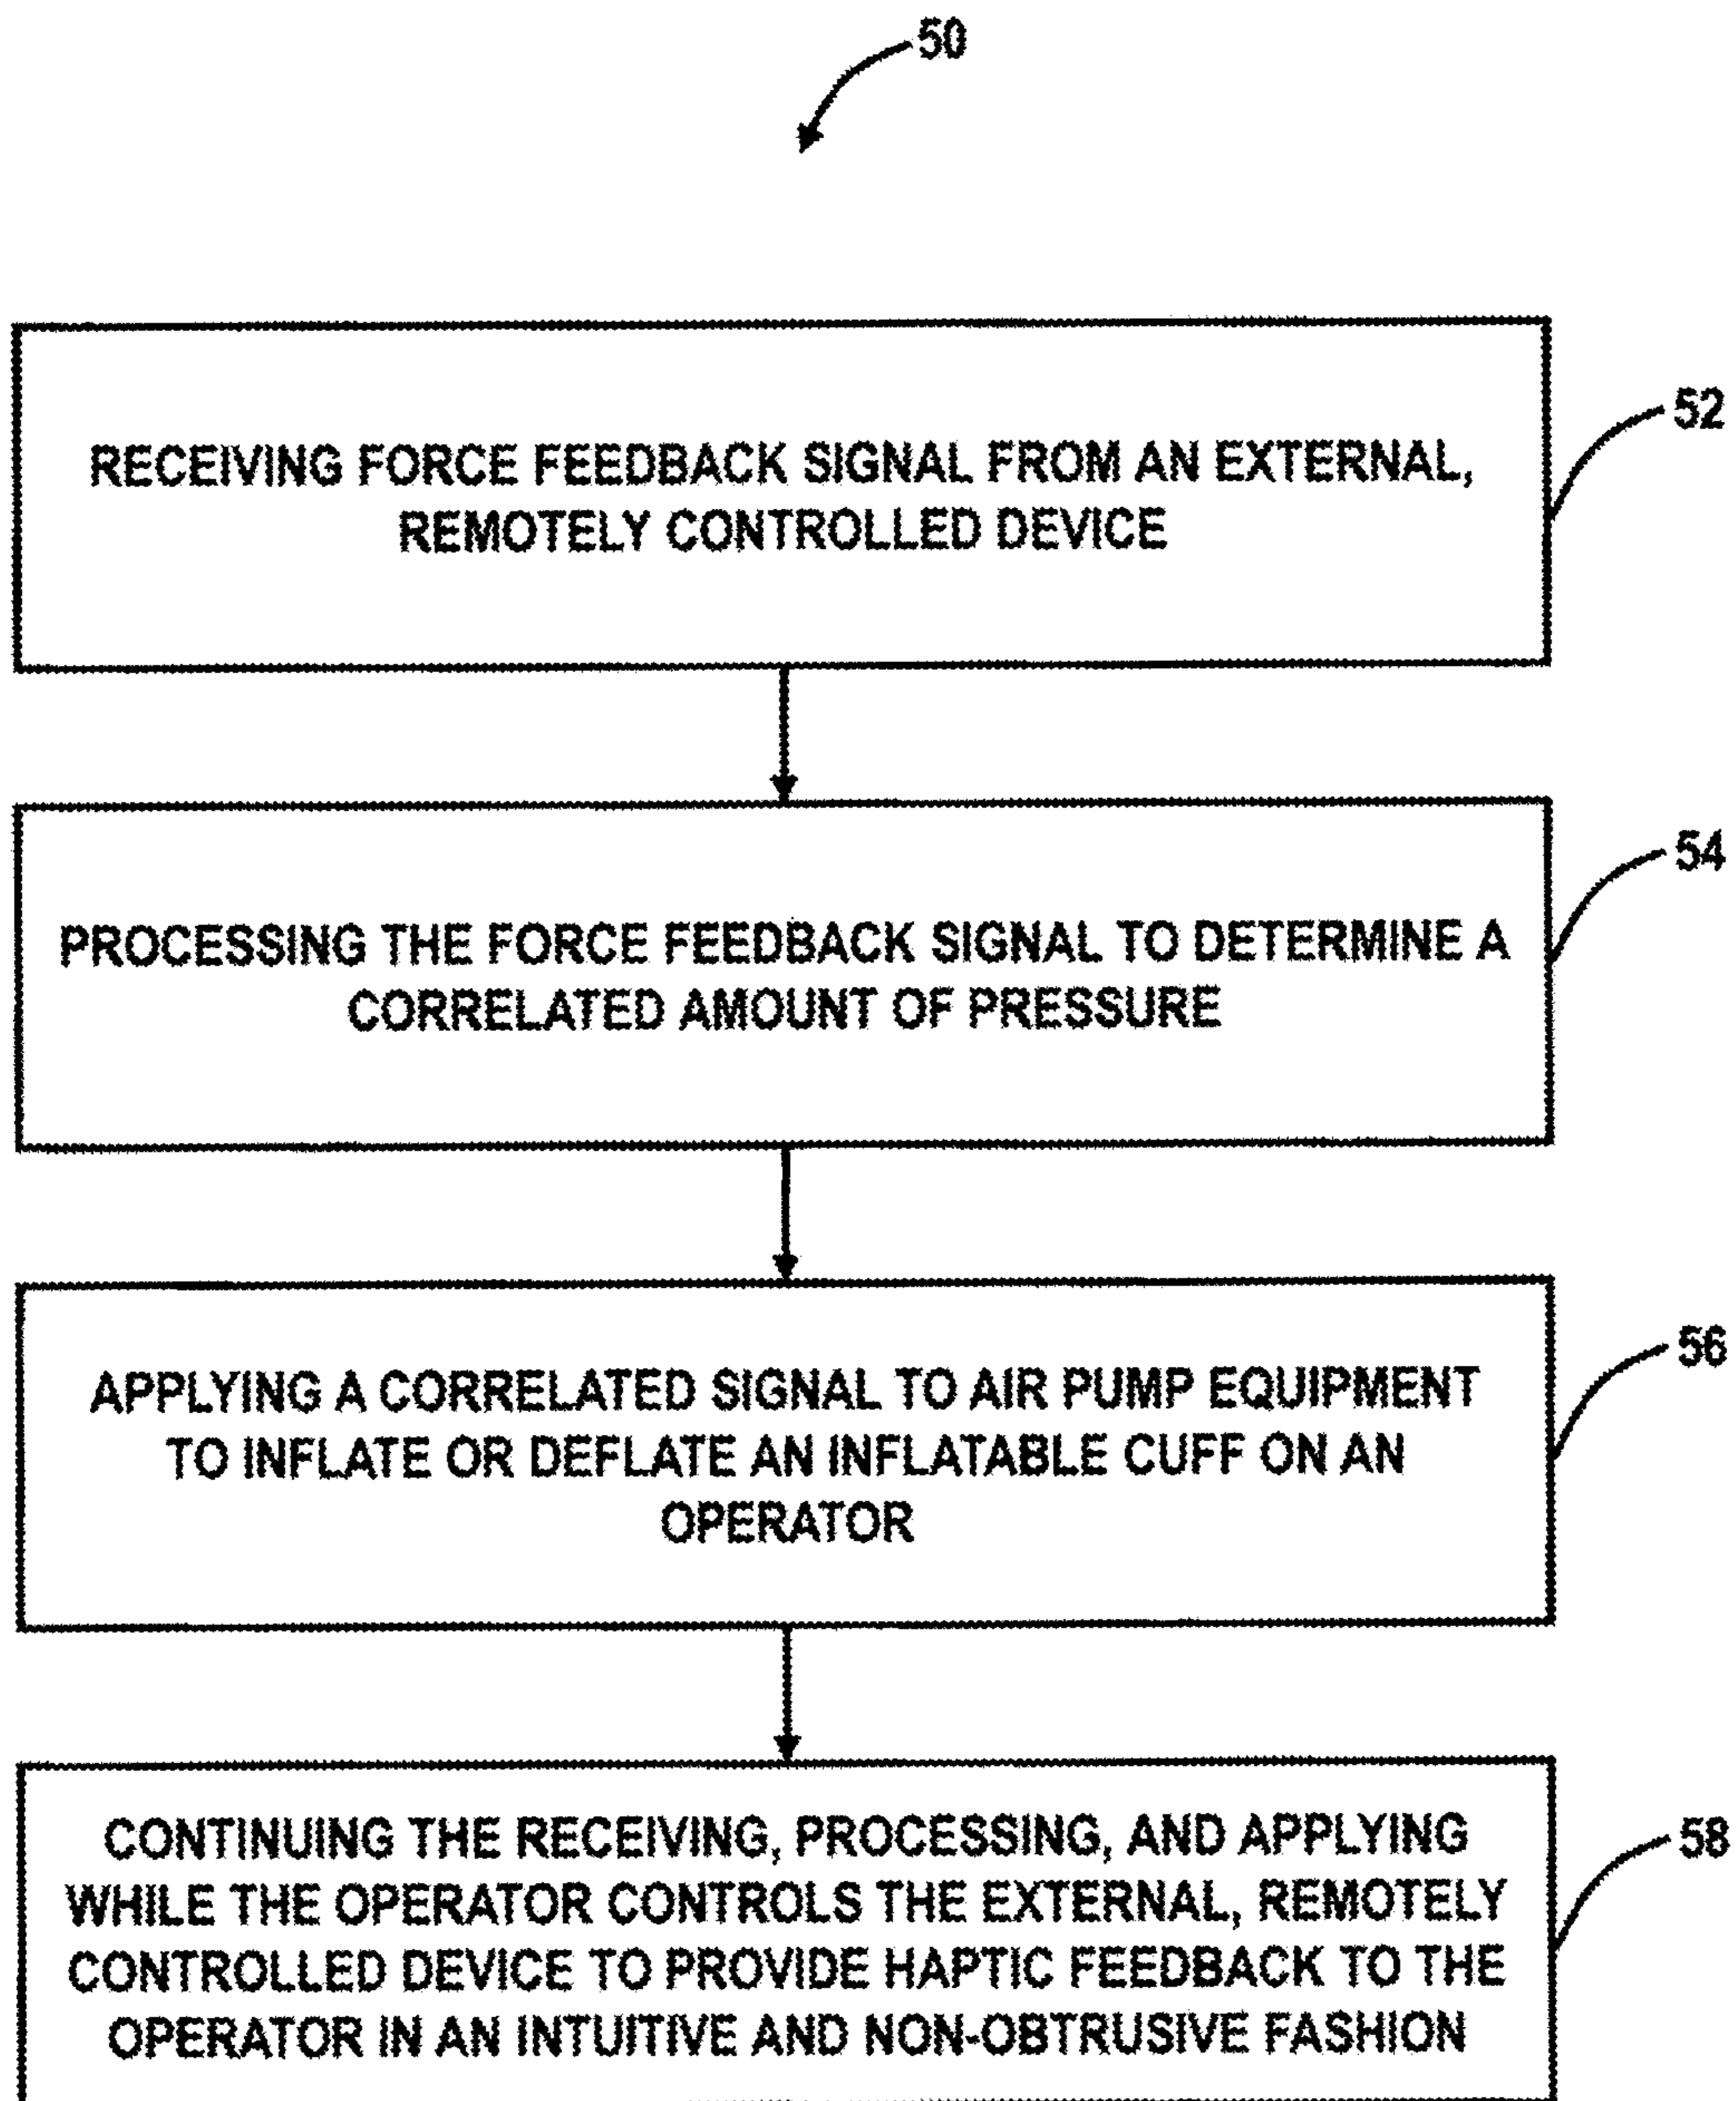 50
RECEIVING FORCE FEEDBACK SIGNAL FROM AN EXTERNAL,
REMOTELY CONTROLLED DEVICE
52
PROCESSING THE FORCE FEEDBACK SIGNAL TO DETERMINE A
CORRELATED AMOUNT OF PRESSURE
54
APPLYING A CORRELATED SIGNAL TO AIR PUMP EQUIPMENT
TO INFLATE OR DEFLATE AN INFLATABLE CUFF ON AN
OPERATOR
56
CONTINUING THE RECEIVING, PROCESSING, AND APPLYING
WHILE THE OPERATOR CONTROLS THE EXTERNAL, REMOTELY
CONTROLLED DEVICE TO PROVIDE HAPTIC FEEDBACK TO THE
OPERATOR IN AN INTUITIVE AND NON-OBTRUSIVE FASHION
58